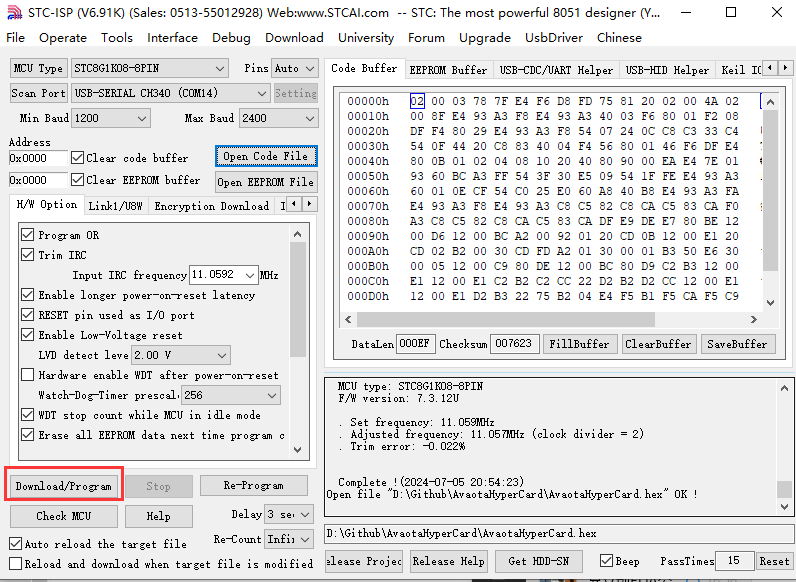 STC-ISP (V6.91K) (Sales: 0513-55012928) Web:www.STCAI.com  -- STC: The most powerful 8051 designer (Y...
File Operate Tools Interface Debug Download University Forum Upgrade UsbDriver Chinese
MCU Type STC8G1K08-8PIN Pins Auto
Scan Port USB-SERIAL CH340 (COM14) Setting
Min Baud 1200 Max Baud 2400
Address
0x0000 Clear code buffer Open Code File
0x0000 Clear EEPROM buffer Open EEPROM File
H/W Option Link1/U8W Encryption Download I
Program OR
Trim IRC
Input IRC frequency 11.0592 MHz
Enable longer power-on-reset latency
RESET pin used as I/O port
Enable Low-Voltage reset
LVD detect leve 2.00 V
Hardware enable WDT after power-on-reset
Watch-Dog-Timer prescal 256
WDT stop count while MCU in idle mode
Erase all EEPROM data next time program c
Download/Program Stop Re-Program
Check MCU Help Delay 3 sec
Auto reload the target file Re-Count Infi
Reload and download when target file is modified
Code Buffer EEPROM Buffer USB-CDC/UART Helper USB-HID Helper Keil IC
00000h 02 00 03 78 7F E4 F6 D8 FD 75 81 20 02 00 4A 02
00010h 00 8F E4 93 A3 F8 E4 93 A3 40 03 F6 80 01 F2 08
00020h DF F4 80 29 E4 93 A3 F8 54 07 24 0C C8 C3 33 C4
00030h 54 0F 44 20 C8 83 40 04 F4 56 80 01 46 F6 DF E4
00040h 80 0B 01 02 04 08 10 20 40 80 90 00 EA E4 7E 01
00050h 93 60 BC A3 FF 54 3F 30 E5 09 54 1F FE E4 93 A3
00060h 60 01 0E CF 54 C0 25 E0 60 A8 40 B8 E4 93 A3 FA
00070h E4 93 A3 F8 E4 93 A3 C8 C5 82 C8 CA C5 83 CA F0
00080h A3 C8 C5 82 C8 CA C5 83 CA DF E9 DE E7 80 BE 12
00090h 00 D6 12 00 BC A2 00 92 01 20 CD 0B 12 00 E1 20
000A0h CD 02 B2 00 30 CD FD A2 01 30 00 01 B3 50 E6 30
000B0h 00 05 12 00 C9 80 DE 12 00 BC 80 D9 C2 B3 12 00
000C0h E1 12 00 E1 C2 B2 C2 CC 22 D2 B2 D2 CC 12 00 E1
000D0h 12 00 E1 D2 B3 22 75 B2 04 E4 F5 B1 F5 CA F5 C9
DataLen 000EF Checksum 007623 FillBuffer ClearBuffer SaveBuffer
MCU type: STC8G1K08-8PIN
F/W version: 7.3.12U
. Set frequency: 11.059MHz
. Adjusted frequency: 11.057MHz (clock divider = 2)
. Trim error: -0.022%
Complete !(2024-07-05 20:54:23)
Open file "D:\Github\AvaotaHyperCard\AvaotaHyperCard.hex" OK !
D:\Github\AvaotaHyperCard\AvaotaHyperCard.hex
elease Projec Release Help Get HDD-SN Beep PassTimes 15 Reset